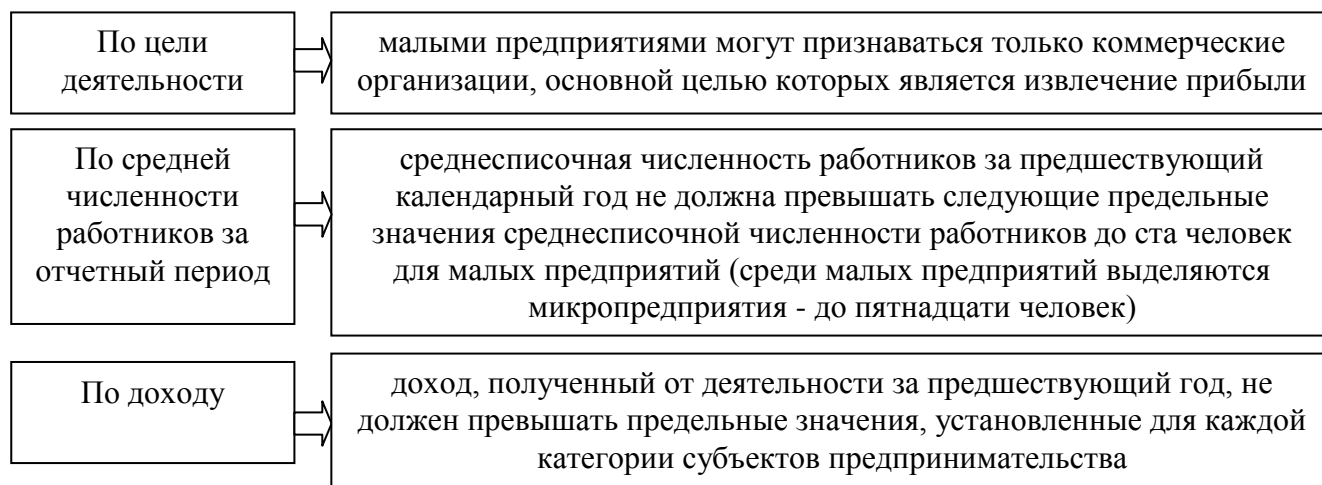 По цели
деятельности
малыми предприятиями могут признаваться только коммерческие
организации, основной целью которых является извлечение прибыли
По средней
численности
работников за
отчетный период
среднесписочная численность работников за предшествующий
календарный год не должна превышать следующие предельные
значения среднесписочной численности работников до ста человек
для малых предприятий (среди малых предприятий выделяются
микропредприятия - до пятнадцати человек)
По доходу
доход, полученный от деятельности за предшествующий год, не
должен превышать предельные значения, установленные для каждой
категории субъектов предпринимательства